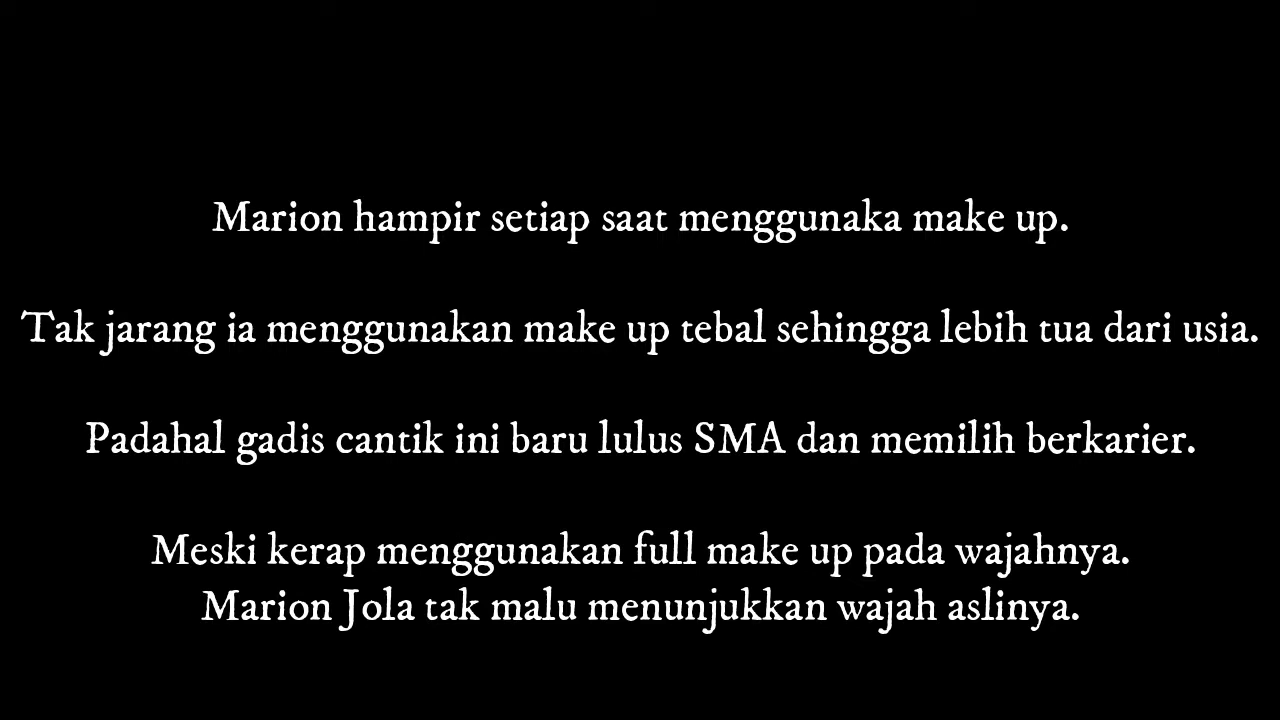 Marion hampir setiap saat menggunaka make up.
Tak jarang ia menggunakan make up tebal sehingga lebih tua dari usia.
Padahal gadis cantik ini baru lulus SMA dan memilih berkarier.
Meski kerap menggunakan full make up pada wajahnya.
Marion Jola tak malu menunjukkan wajah aslinya.